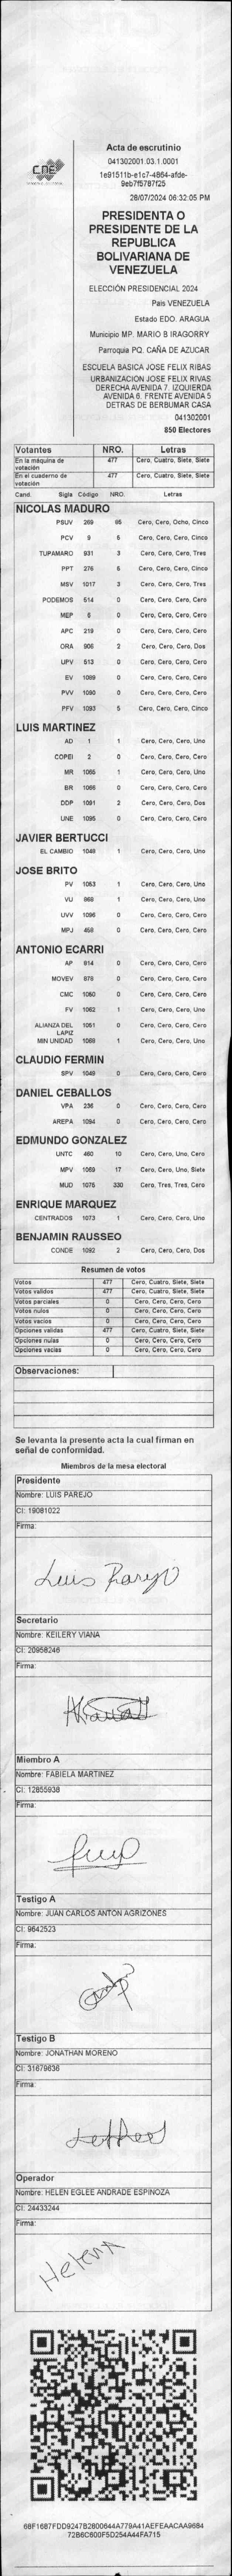 CNE
Acta de escrutinio
041302001.03.1.0001
1e91511b-e1c7-4864-afde-
9eb7f5787f25
28/07/2024 06:32:05 PM
PRESIDENTA O
PRESIDENTE DE LA
REPUBLICA
BOLIVARIANA DE
VENEZUELA
ELECCIÓN PRESIDENCIAL 2024
Pais VENEZUELA
Estado EDO. ARAGUA
Municipio MP. MARIO B IRAGORRY
Parroquia PQ. CAÑA DE AZUCAR
ESCUELA BASICA JOSE FELIX RIBAS
URBANIZACION JOSE FELIX RIVAS
DERECHA AVENIDA 7. IZQUIERDA
AVENIDA 6. FRENTE AVENIDA 5
DETRAS DE BERBUMAR CASA
041302001
850 Electores
Votantes NRO. Letras
En la máquina de votación 477 Cero, Cuatro, Siete, Siete
En el cuaderno de votación 477 Cero, Cuatro, Siete, Siete
Cand. Sigla Código NRO. Letras
NICOLAS MADURO
PSUV 269 85 Cero, Cero, Ocho, Cinco
PCV 9 5 Cero, Cero, Cero, Cinco
TUPAMARO 931 3 Cero, Cero, Cero, Tres
PPT 276 5 Cero, Cero, Cero, Cinco
MSV 1017 3 Cero, Cero, Cero, Tres
PODEMOS 514 0 Cero, Cero, Cero, Cero
MEP 6 0 Cero, Cero, Cero, Cero
APC 219 0 Cero, Cero, Cero, Cero
ORA 906 2 Cero, Cero, Cero, Dos
UPV 513 0 Cero, Cero, Cero, Cero
EV 1089 0 Cero, Cero, Cero, Cero
PVV 1090 0 Cero, Cero, Cero, Cero
PFV 1093 5 Cero, Cero, Cero, Cinco
LUIS MARTINEZ
AD 1 1 Cero, Cero, Cero, Uno
COPEI 2 0 Cero, Cero, Cero, Cero
MR 1065 1 Cero, Cero, Cero, Uno
BR 1066 0 Cero, Cero, Cero, Cero
DDP 1091 2 Cero, Cero, Cero, Dos
UNE 1095 0 Cero, Cero, Cero, Cero
JAVIER BERTUCCI
EL CAMBIO 1048 1 Cero, Cero, Cero, Uno
JOSE BRITO
PV 1053 1 Cero, Cero, Cero, Uno
VU 968 1 Cero, Cero, Cero, Uno
UVV 1096 0 Cero, Cero, Cero, Cero
MPJ 458 0 Cero, Cero, Cero, Cero
ANTONIO ECARRI
AP 914 0 Cero, Cero, Cero, Cero
MOVEV 879 0 Cero, Cero, Cero, Cero
CMC 1050 0 Cero, Cero, Cero, Cero
FV 1062 1 Cero, Cero, Cero, Uno
ALIANZA DEL LAPIZ 1051 0 Cero, Cero, Cero, Cero
MIN UNIDAD 1068 1 Cero, Cero, Cero, Uno
CLAUDIO FERMIN
SPV 1049 0 Cero, Cero, Cero, Cero
DANIEL CEBALLOS
VPA 236 0 Cero, Cero, Cero, Cero
AREPA 1094 0 Cero, Cero, Cero, Cero
EDMUNDO GONZALEZ
UNTC 460 10 Cero, Cero, Uno, Cero
MPV 1069 17 Cero, Cero, Uno, Siete
MUD 1075 330 Cero, Tres, Tres, Cero
ENRIQUE MARQUEZ
CENTRADOS 1073 1 Cero, Cero, Cero, Uno
BENJAMIN RAUSSEO
CONDE 1092 2 Cero, Cero, Cero, Dos
Resumen de votos
Votos 477 Cero, Cuatro, Siete, Siete
Votos validos 477 Cero, Cuatro, Siete, Siete
Votos parciales 0 Cero, Cero, Cero, Cero
Votos nulos 0 Cero, Cero, Cero, Cero
Votos vacios 0 Cero, Cero, Cero, Cero
Opciones validas 477 Cero, Cuatro, Siete, Siete
Opciones nulas 0 Cero, Cero, Cero, Cero
Opciones vacias 0 Cero, Cero, Cero, Cero
Observaciones:
Se levanta la presente acta la cual firman en
señal de conformidad.
Miembros de la mesa electoral
Presidente
Nombre: LUIS PAREJO
CI: 19081022
Firma:
Luis Parejo
Secretario
Nombre: KEILERY VIANA
CI: 20958246
Firma:
Miembro A
Nombre: FABIELA MARTINEZ
CI: 12855938
Firma:
Testigo A
Nombre: JUAN CARLOS ANTON AGRIZONES
CI: 9642523
Firma:
Testigo B
Nombre: JONATHAN MORENO
CI: 31679636
Firma:
Operador
Nombre: HELEN EGLEE ANDRADE ESPINOZA
CI: 24433244
Firma:
Helen A
68F1687FDD9247B2800644A779A41AEFEAACAA9684
72B6C600F5D254A44FA715